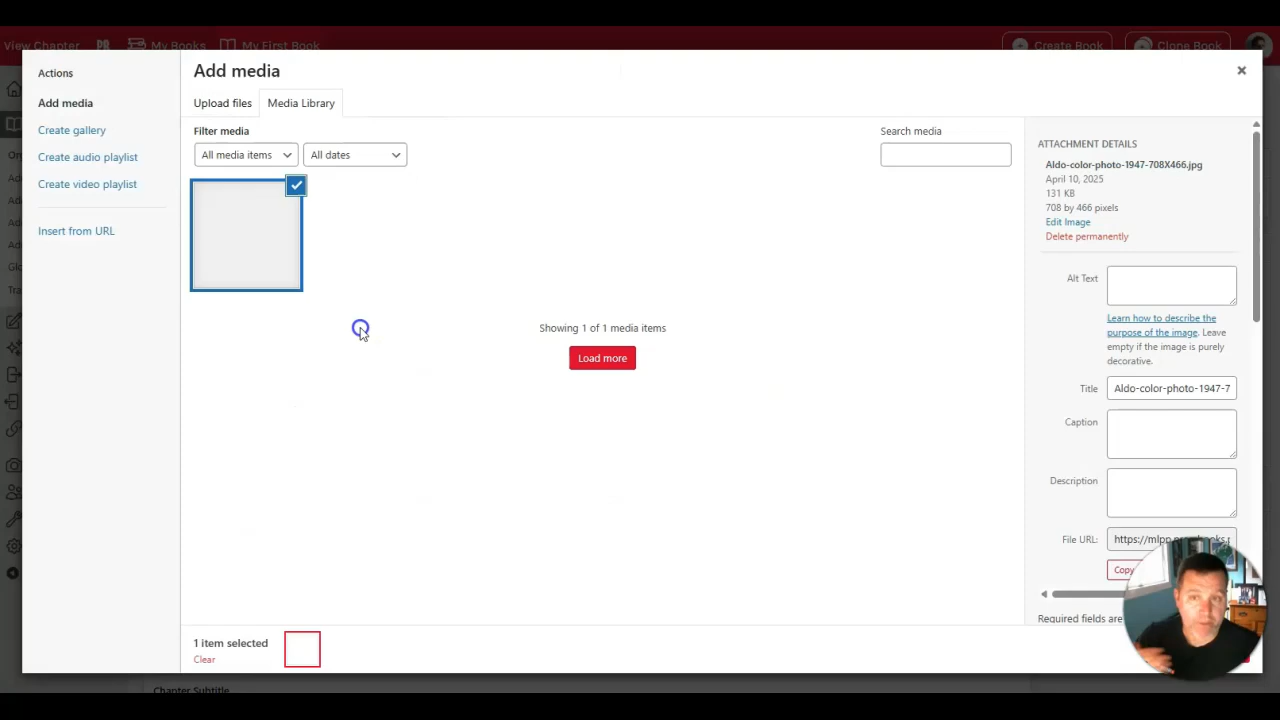 View Chapter
PB
My Books
My First Book
Create Book
Clone Book
Actions
Add media
Create gallery
Create audio playlist
Create video playlist
Insert from URL
Add media
Upload files
Media Library
Filter media
All media items
All dates
Search media
Showing 1 of 1 media items
Load more
1 item selected
Clear
ATTACHMENT DETAILS
Aldo-color-photo-1947-708X466.jpg
April 10, 2025
131 KB
708 by 466 pixels
Edit Image
Delete permanently
Alt Text
Learn how to describe the
purpose of the image. Leave
empty if the image is purely
decorative.
Title
Aldo-color-photo-1947-7
Caption
Description
File URL:
Copy
Required fields are
Chapter Subtitle